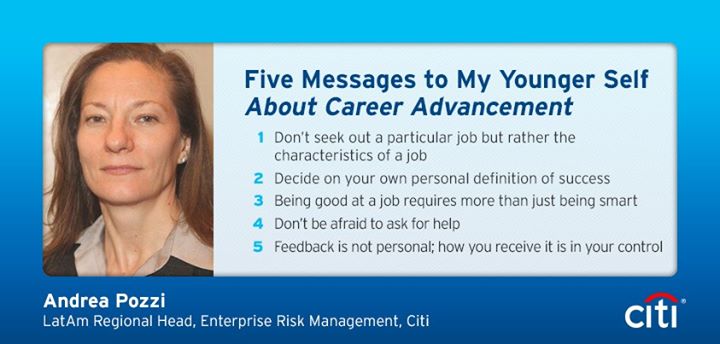 Five Messages to My Younger Self
About Career Advancement
1 Don't seek out a particular job but rather the
characteristics of a job
2 Decide on your own personal definition of success
3 Being good at a job requires more than just being smart
4 Don't be afraid to ask for help
5 Feedback is not personal; how you receive it is in your control
Andrea Pozzi
LatAm Regional Head, Enterprise Risk Management, Citi
citi®